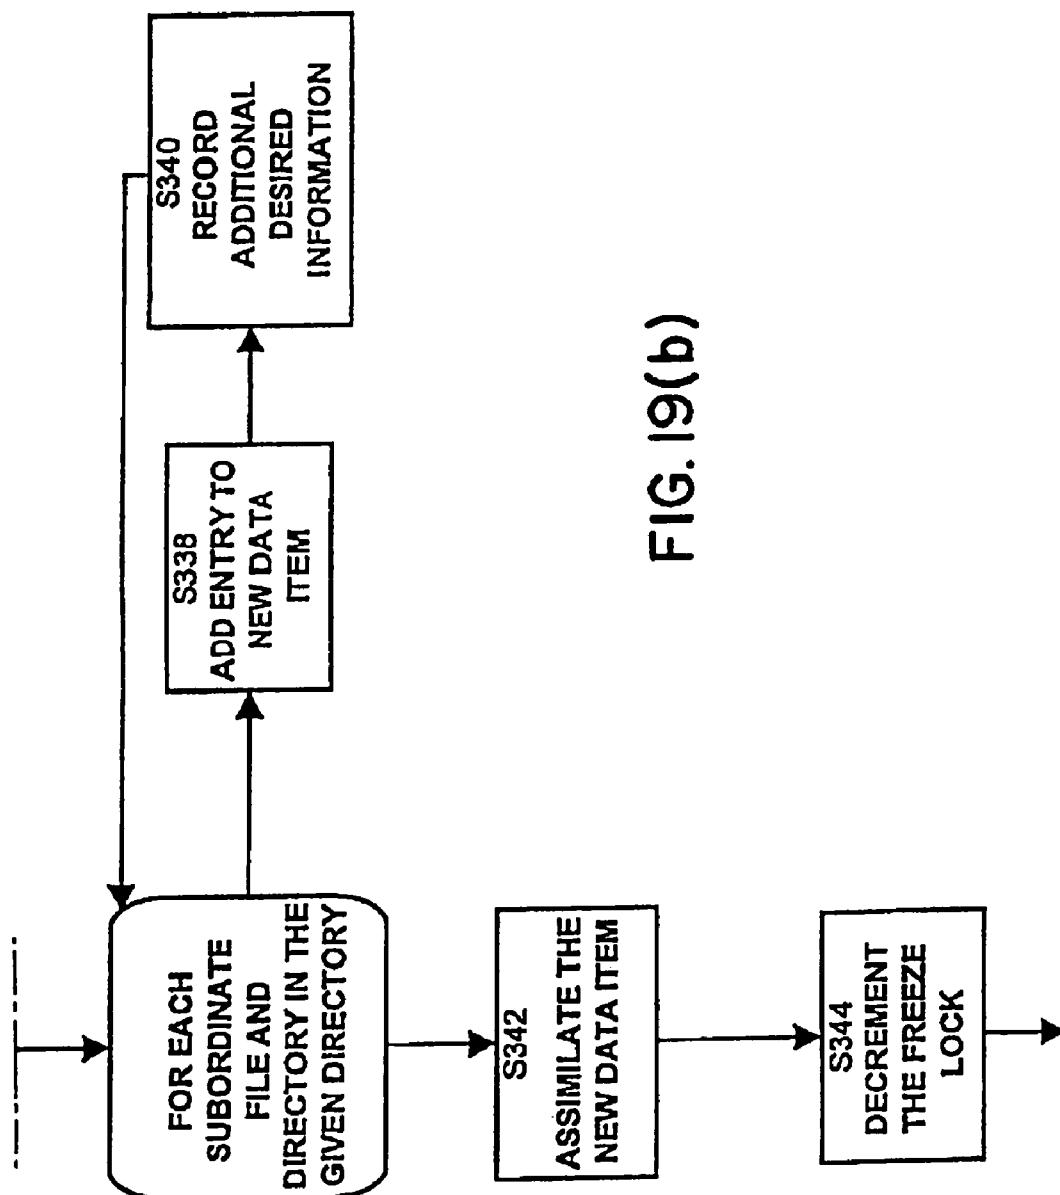 FOR EACH
SUBORDINATE
FILE AND
DIRECTORY IN THE
GIVEN DIRECTORY
S338
ADD ENTRY TO
NEW DATA
ITEM
S340
RECORD
ADDITIONAL
DESIRED
INFORMATION
S342
ASSIMILATE THE
NEW DATA ITEM
S344
DECREMENT
THE FREEZE
LOCK
FIG. 19(b)